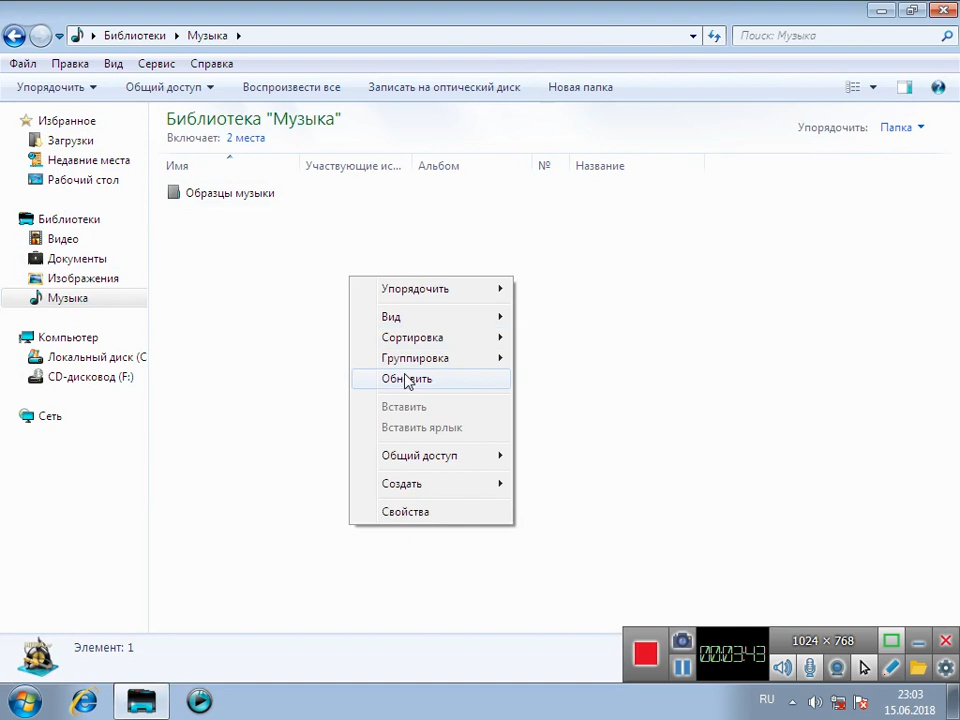 Библиотеки Музыка
Поиск: Музыка
Файл Правка Вид Сервис Справка
Упорядочить Общий доступ Воспроизвести все Записать на оптический диск Новая папка
Избранное
Загрузки
Недавние места
Рабочий стол
Библиотеки
Видео
Документы
Изображения
Музыка
Компьютер
Локальный диск (C
CD-дисковод (F:)
Сеть
Библиотека "Музыка"
Включает: 2 места
Упорядочить: Папка
Имя Участвующие ис... Альбом № Название
Образцы музыки
Упорядочить
Вид
Сортировка
Группировка
Обновить
Вставить
Вставить ярлык
Общий доступ
Создать
Свойства
Элемент: 1
00:03:43
1024 × 768
RU
23:03
15.06.2018